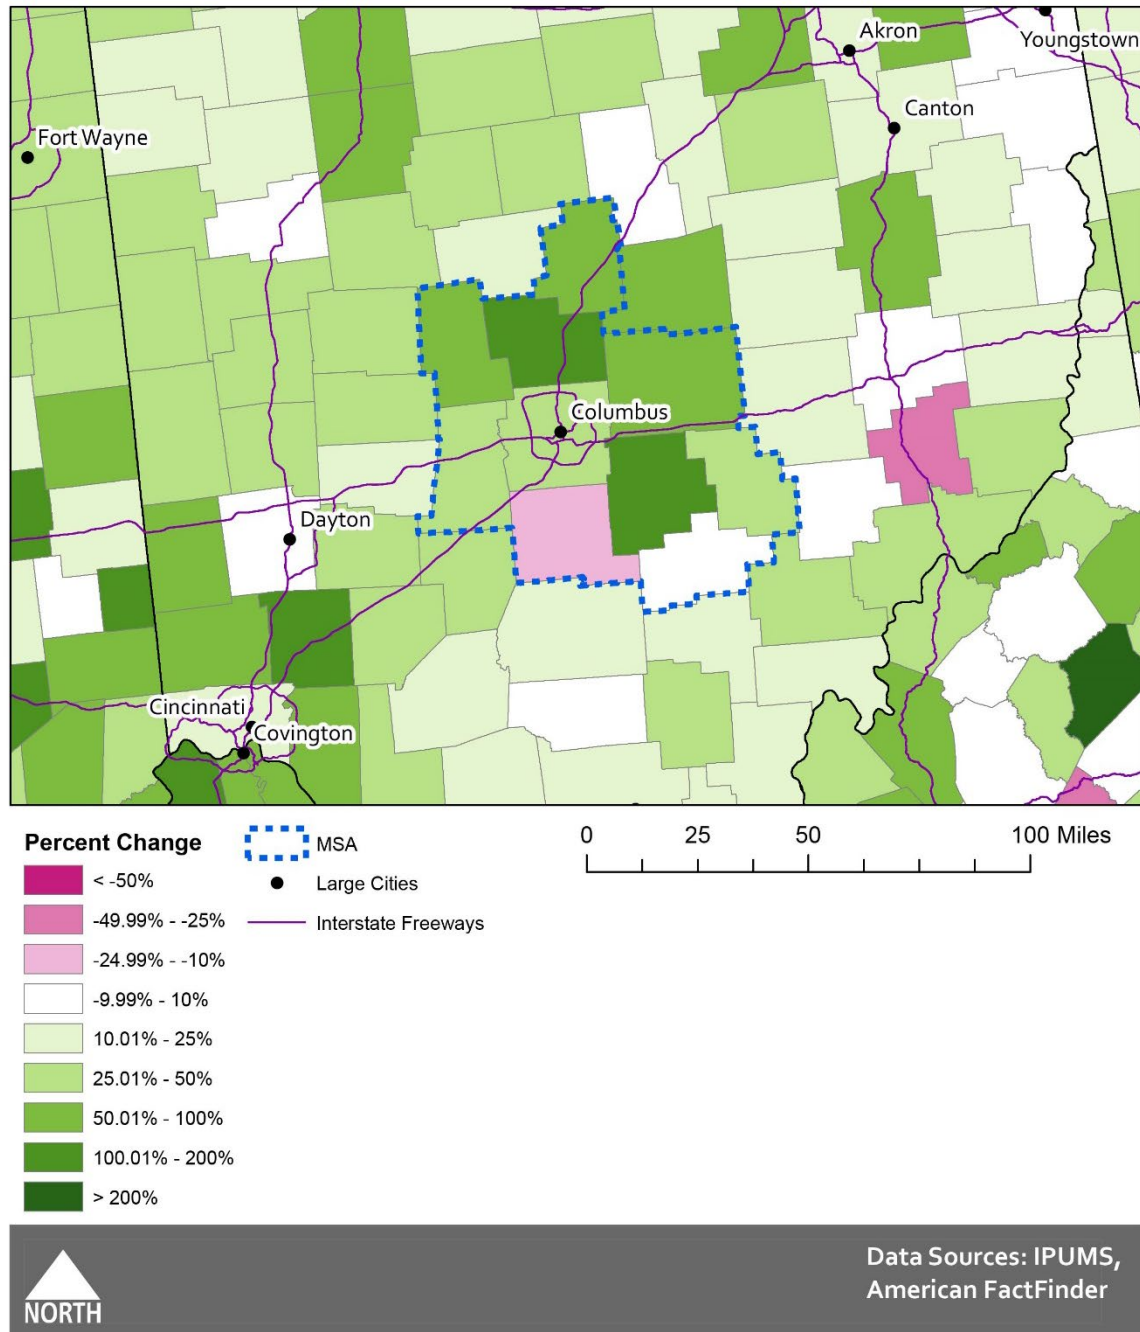 Akron
Youngstown
Canton
Fort Wayne
Columbus
Dayton
Cincinnati
Covington
Percent Change
< -50%
-49.99% - -25%
-24.99% - -10%
-9.99% - 10%
10.01% - 25%
25.01% - 50%
50.01% - 100%
100.01% - 200%
> 200%
MSA
Large Cities
Interstate Freeways
0 25 50 100 Miles
NORTH
Data Sources: IPUMS,
American FactFinder